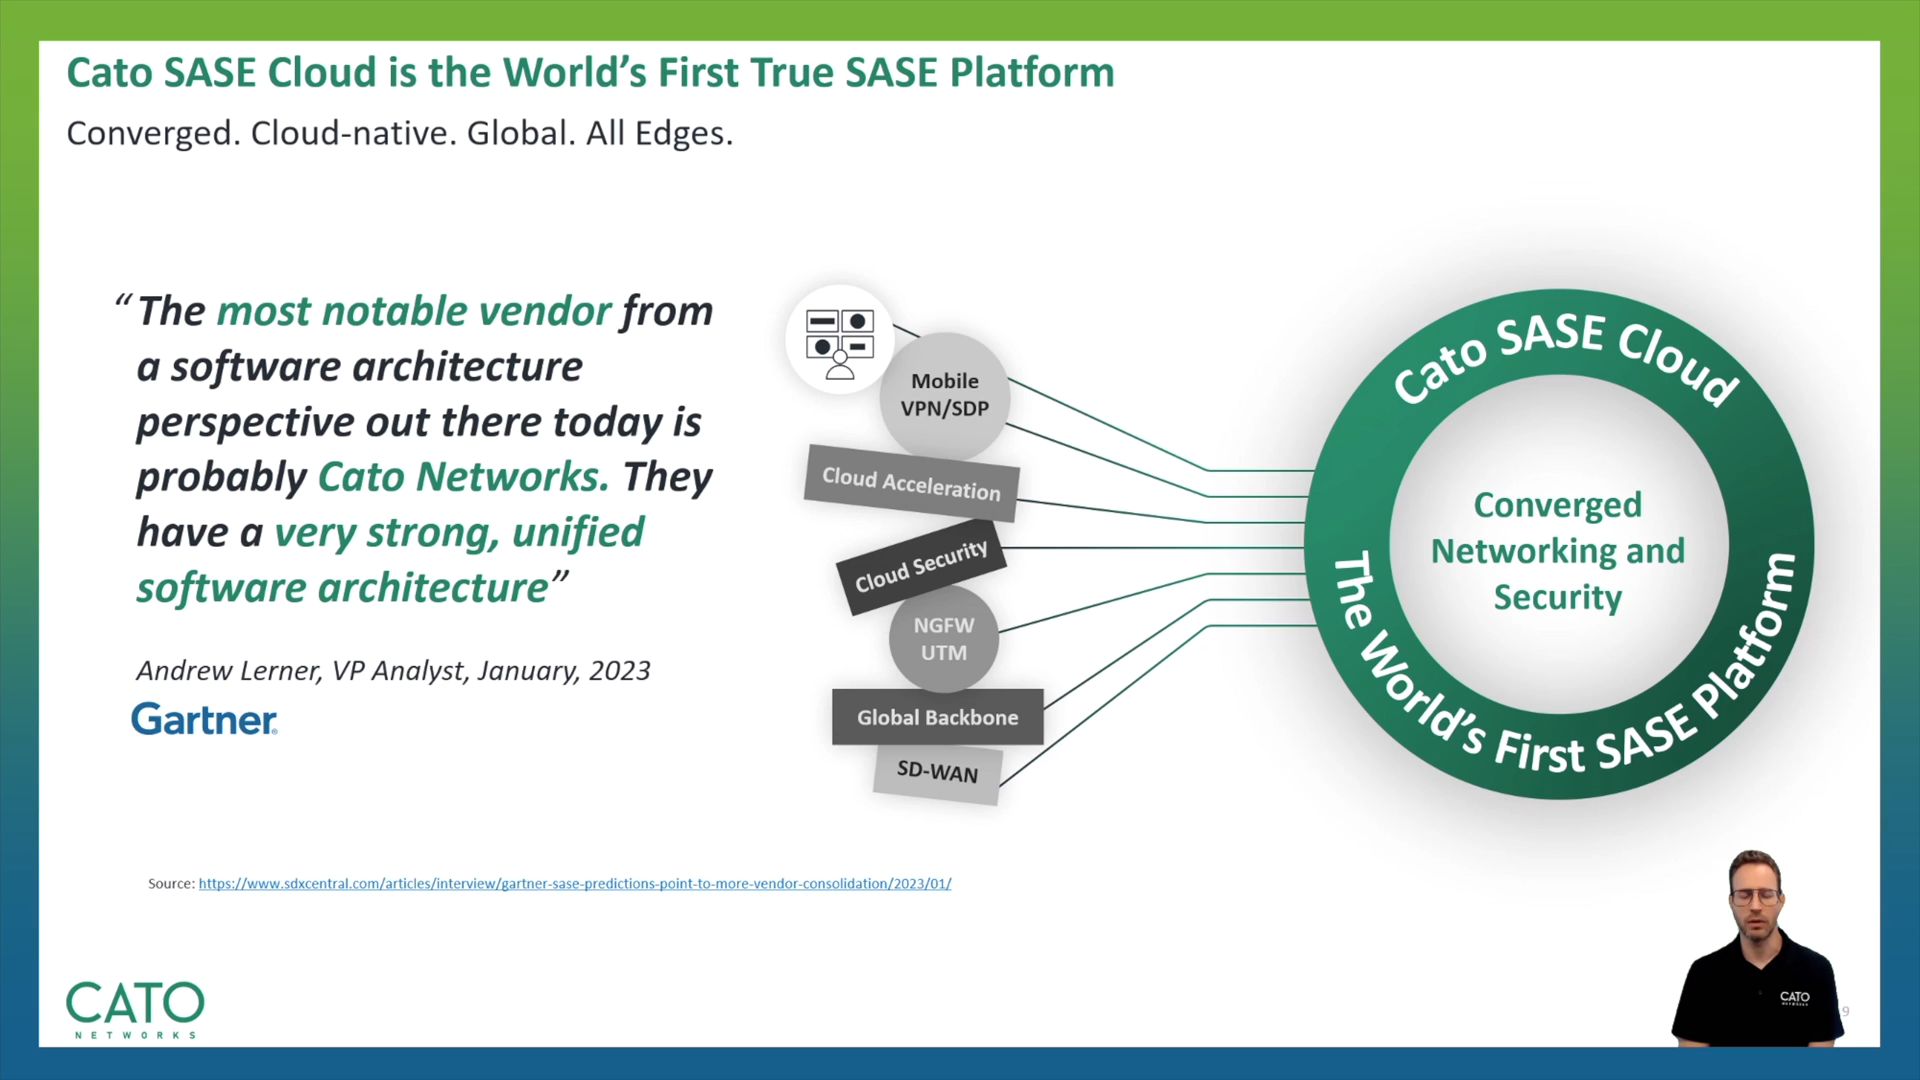 Cato SASE Cloud is the World's First True SASE Platform
Converged. Cloud-native. Global. All Edges.
“The most notable vendor from
a software architecture
perspective out there today is
probably Cato Networks. They
have a very strong, unified
software architecture”
Andrew Lerner, VP Analyst, January, 2023
Gartner®
Mobile
VPN/SDP
Cloud Acceleration
Cloud Security
NGFW
UTM
Global Backbone
SD-WAN
Cato SASE Cloud
Converged
Networking and
Security
The World's First SASE Platform
Source: https://www.sdxcentral.com/articles/interview/gartner-sase-predictions-point-to-more-vendor-consolidation/2023/01/
CATO
NETWORKS
CATO
NETWORKS
9